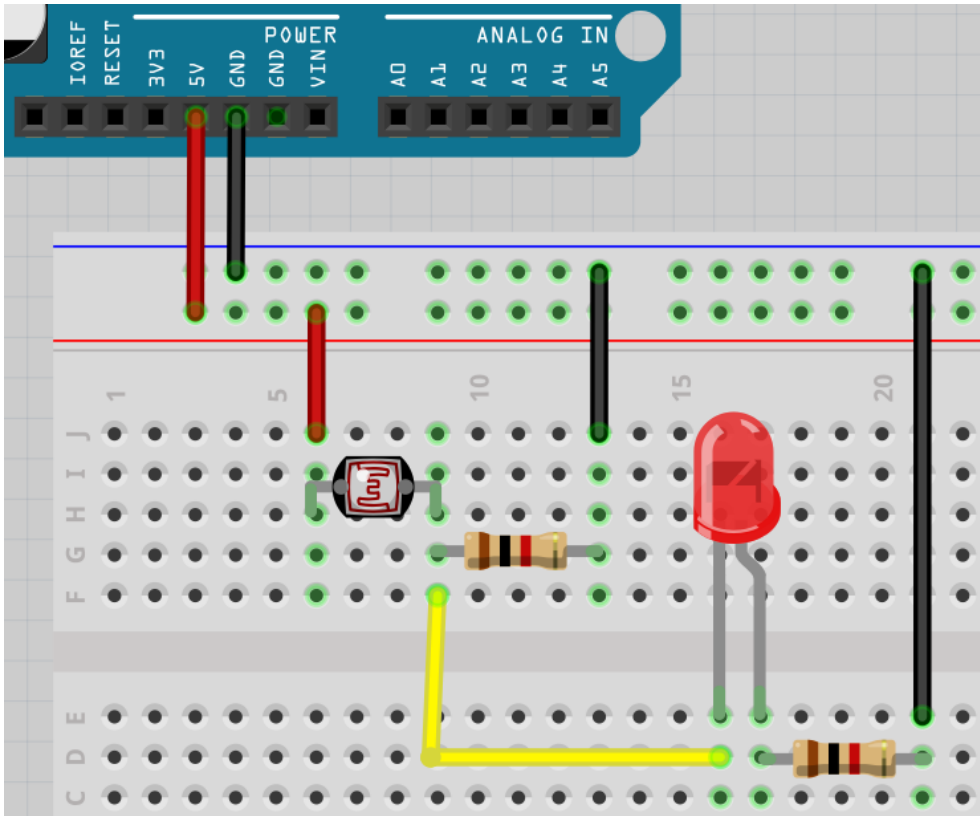 POWER
ANALOG IN
IOREF
RESET
3V3
5V
GND
GND
VIN
A0
A1
A2
A3
A4
A5
1
5
10
15
20
J
I
H
G
F
E
D
C